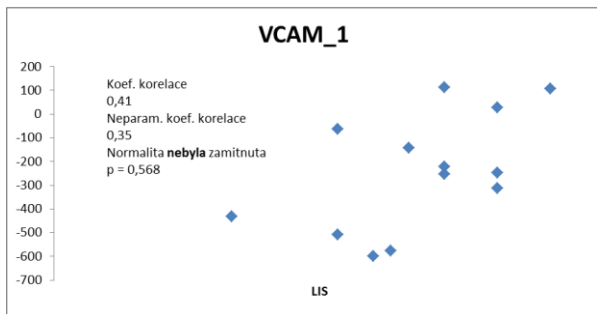 VCAM_1
200
100
0
-100
-200
-300
-400
-500
-600
-700
Koef. korelace
0,41
Neparam. koef. korelace
0,35
Normalita nebyla zamitnuta
p = 0,568
LIS